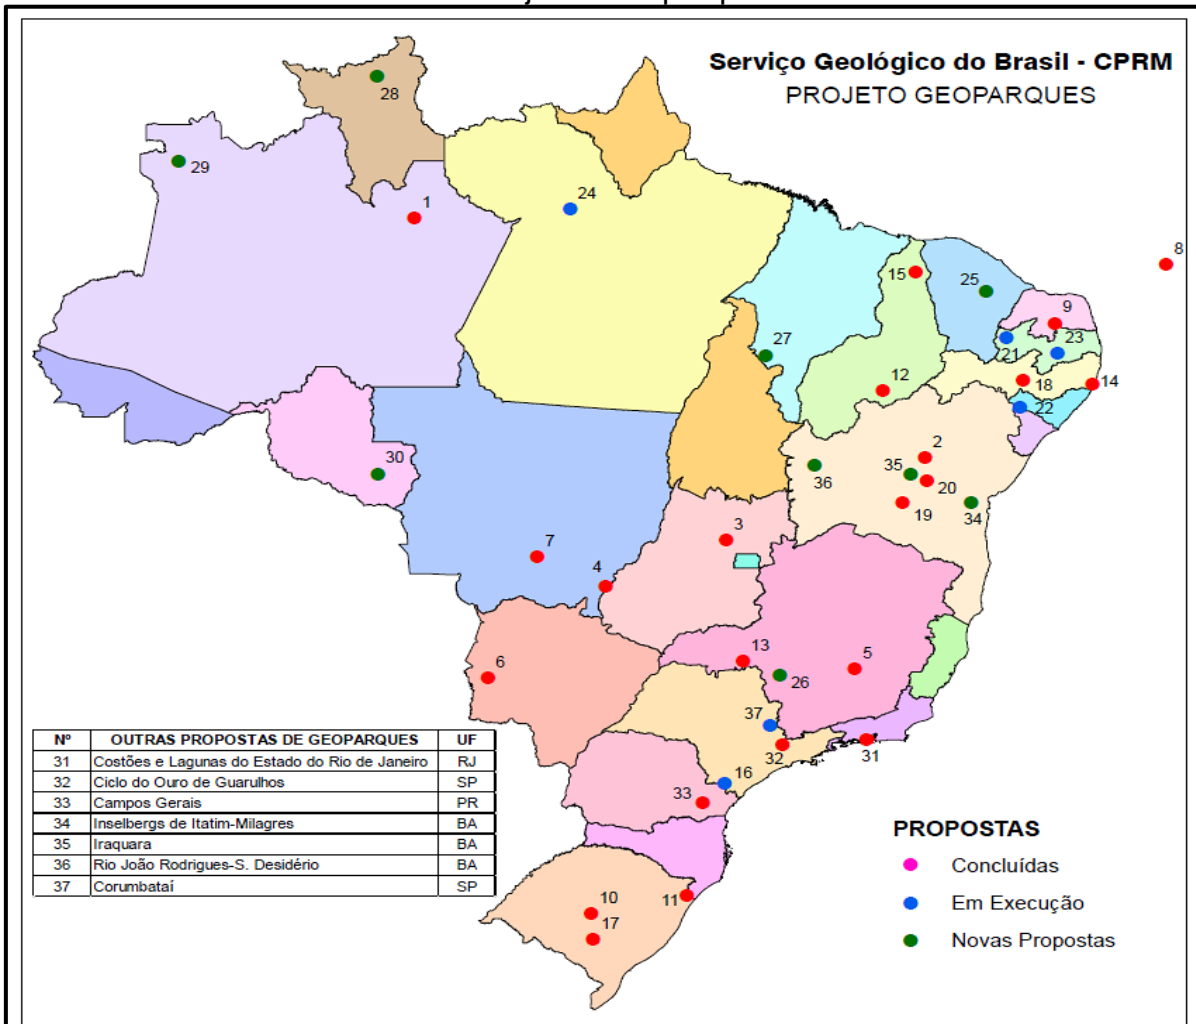 Serviço Geológico do Brasil - CPRM
PROJETO GEOPARQUES
28
29
1
24
8
15
25
9
27
21
23
12
18
14
22
30
36
35
2
20
19
34
3
7
4
6
13
26
5
37
32
31
16
33
11
10
17
Nº OUTRAS PROPOSTAS DE GEOPARQUES UF
31 Costões e Lagunas do Estado do Rio de Janeiro RJ
32 Ciclo do Ouro de Guarulhos SP
33 Campos Gerais PR
34 Inselbergs de Itatim-Milagres BA
35 Iraquara BA
36 Rio João Rodrigues-S. Desidério BA
37 Corumbataí SP
PROPOSTAS
Concluídas
Em Execução
Novas Propostas